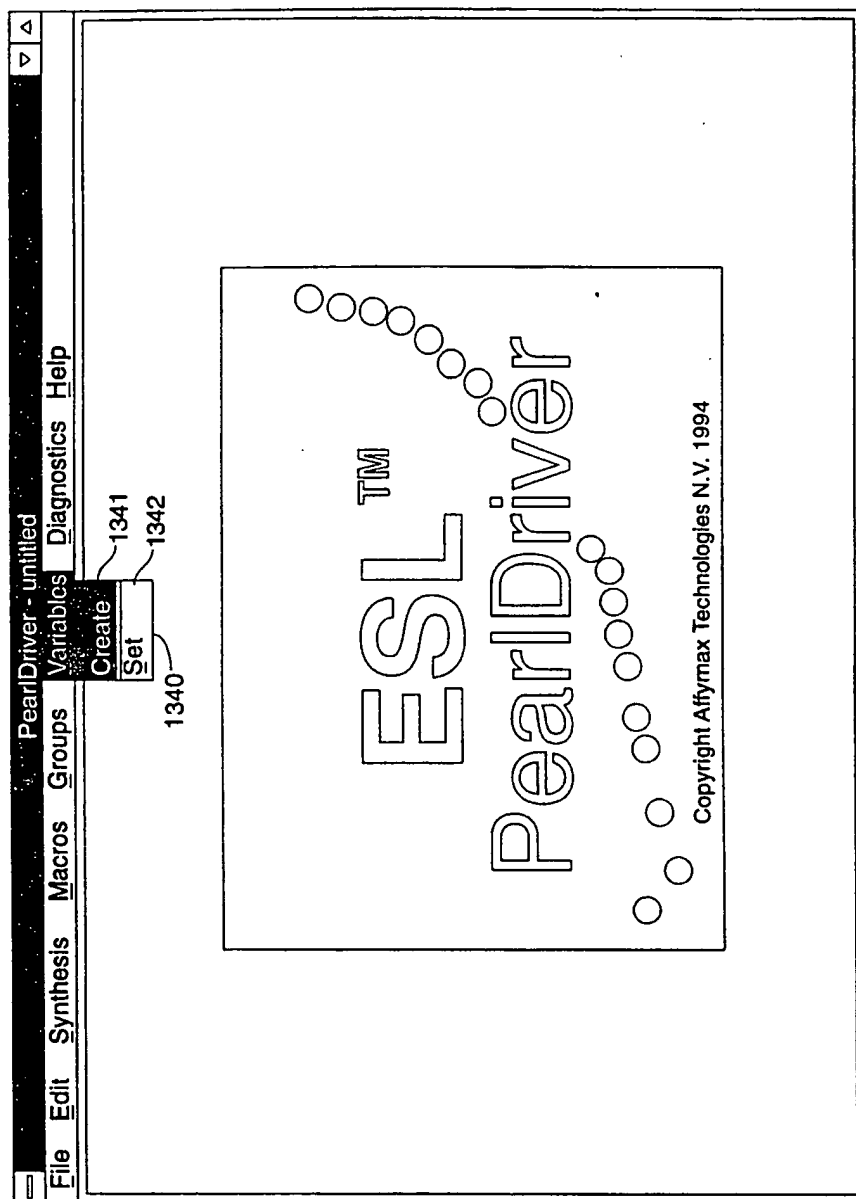 PearlDriver - untitled
File Edit Synthesis Macros Groups Variables Diagnostics Help
Create
1341
Set
1342
1340
ESL™
PearlDriver
Copyright Affymax Technologies N.V. 1994